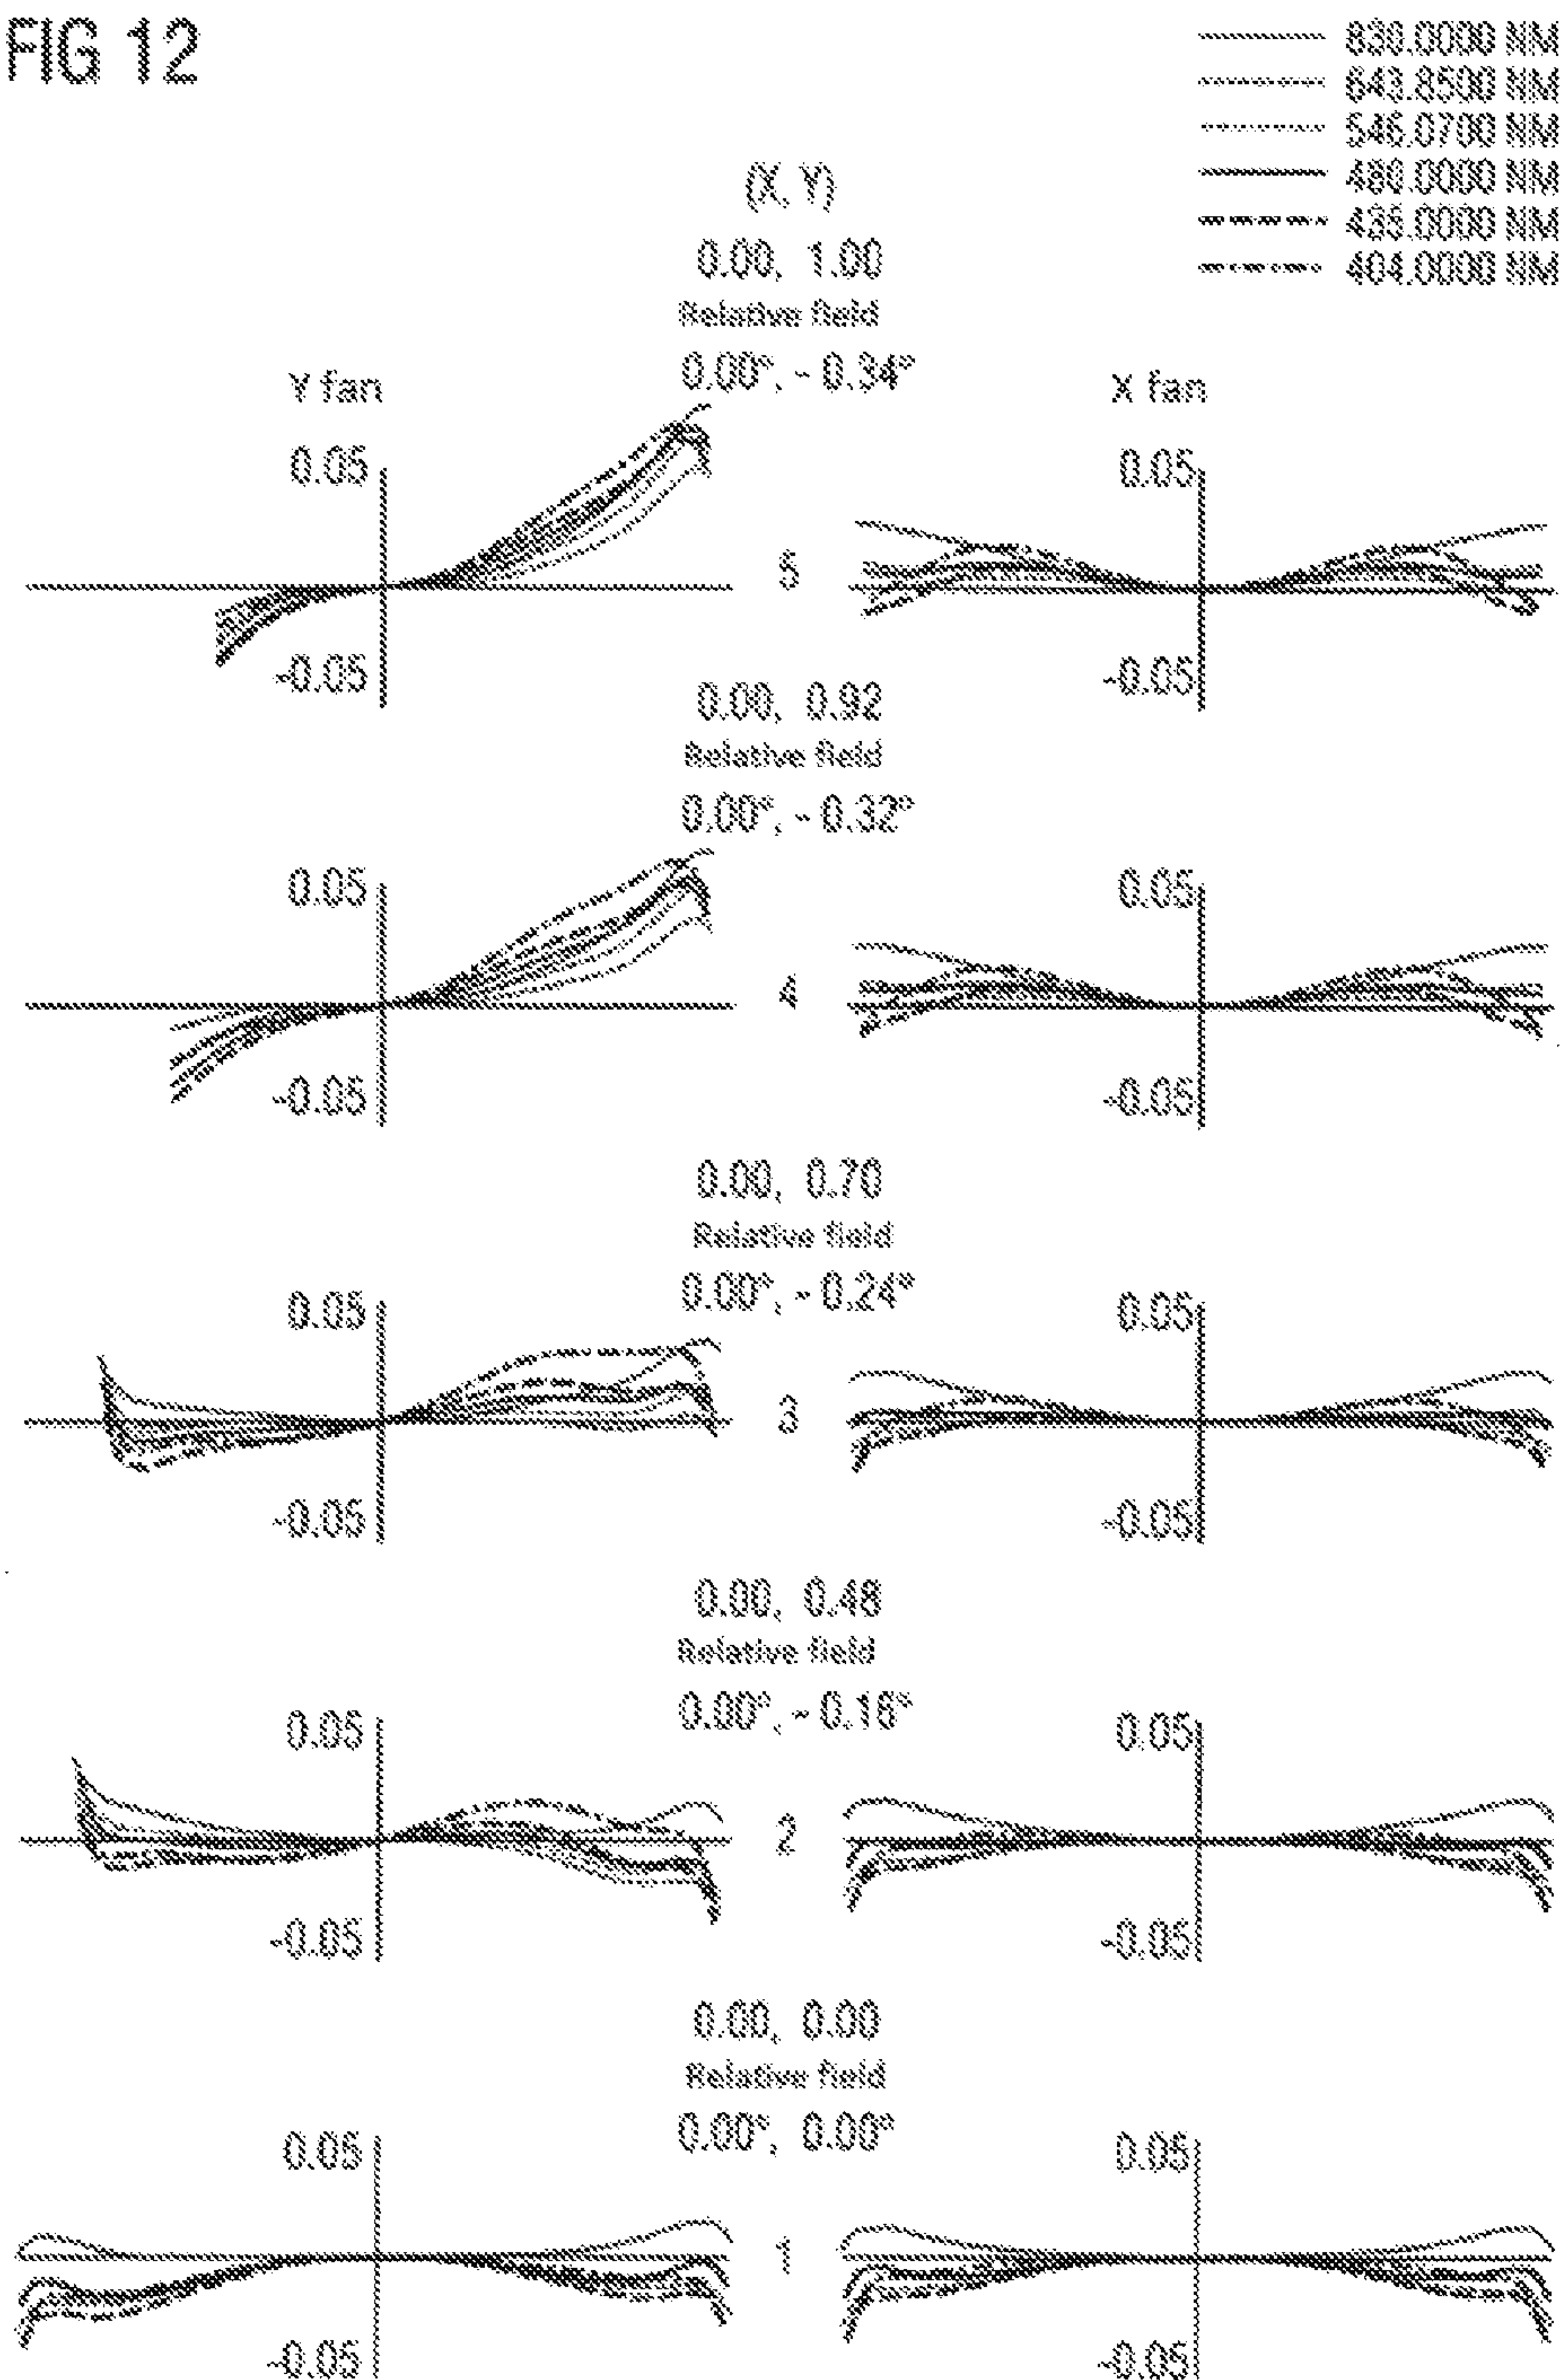 FIG 12
830.0000 NM
643.8500 NM
546.0700 NM
480.0000 NM
435.0000 NM
404.0000 NM
(X, Y)
0.00, 1.00
Relative field
0.00°, - 0.34°
Y fan
X fan
0.05
0.05
5
-0.05
-0.05
0.00, 0.92
Relative field
0.00°, - 0.32°
0.05
0.05
4
-0.05
-0.05
0.00, 0.70
Relative field
0.00°, - 0.24°
0.05
0.05
3
-0.05
-0.05
0.00, 0.48
Relative field
0.00°, - 0.16°
0.05
0.05
2
-0.05
-0.05
0.00, 0.00
Relative field
0.00°, 0.00°
0.05
0.05
1
-0.05
-0.05